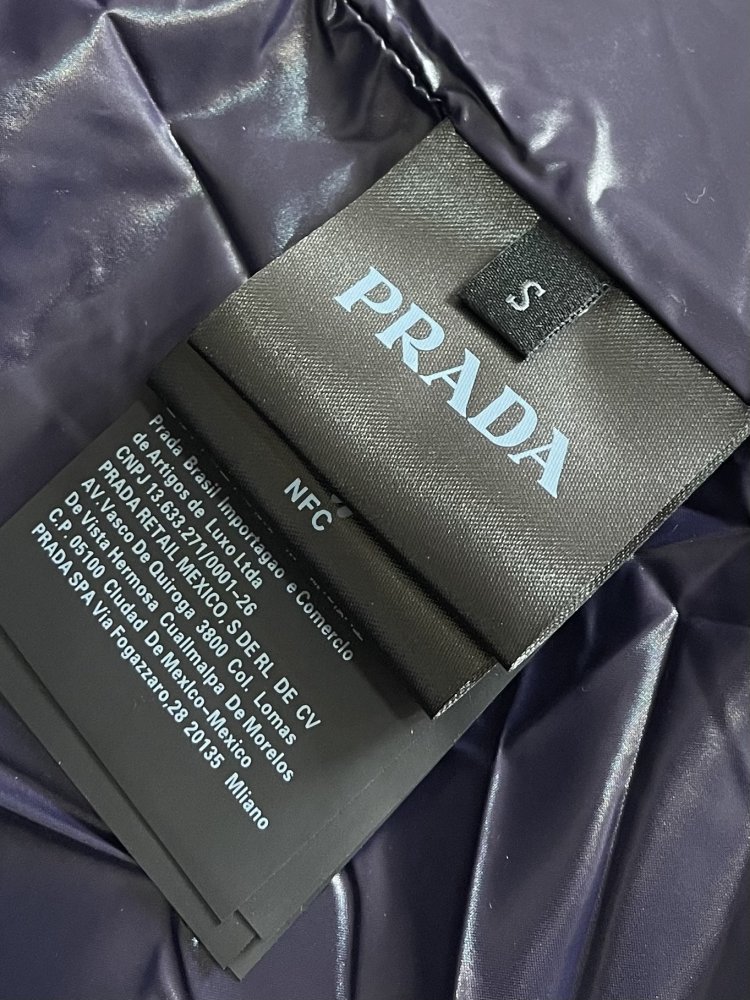 PRADA
S
NFC
Prada Brasil Importagao e Comercio
de Artigos de Luxo Ltda
CNPJ 13.633.271/0001-26
PRADA RETAIL MEXICO, S DE RL DE CV
AV.Vasco De Quiroga 3800 Col. Lomas
De Vista Hermosa Cuallmalpa De Morelos
C.P. 05100 Ciudad De Mexico-Mexico
PRADA SPA Via Fogazzaro,28 20135 Mliano